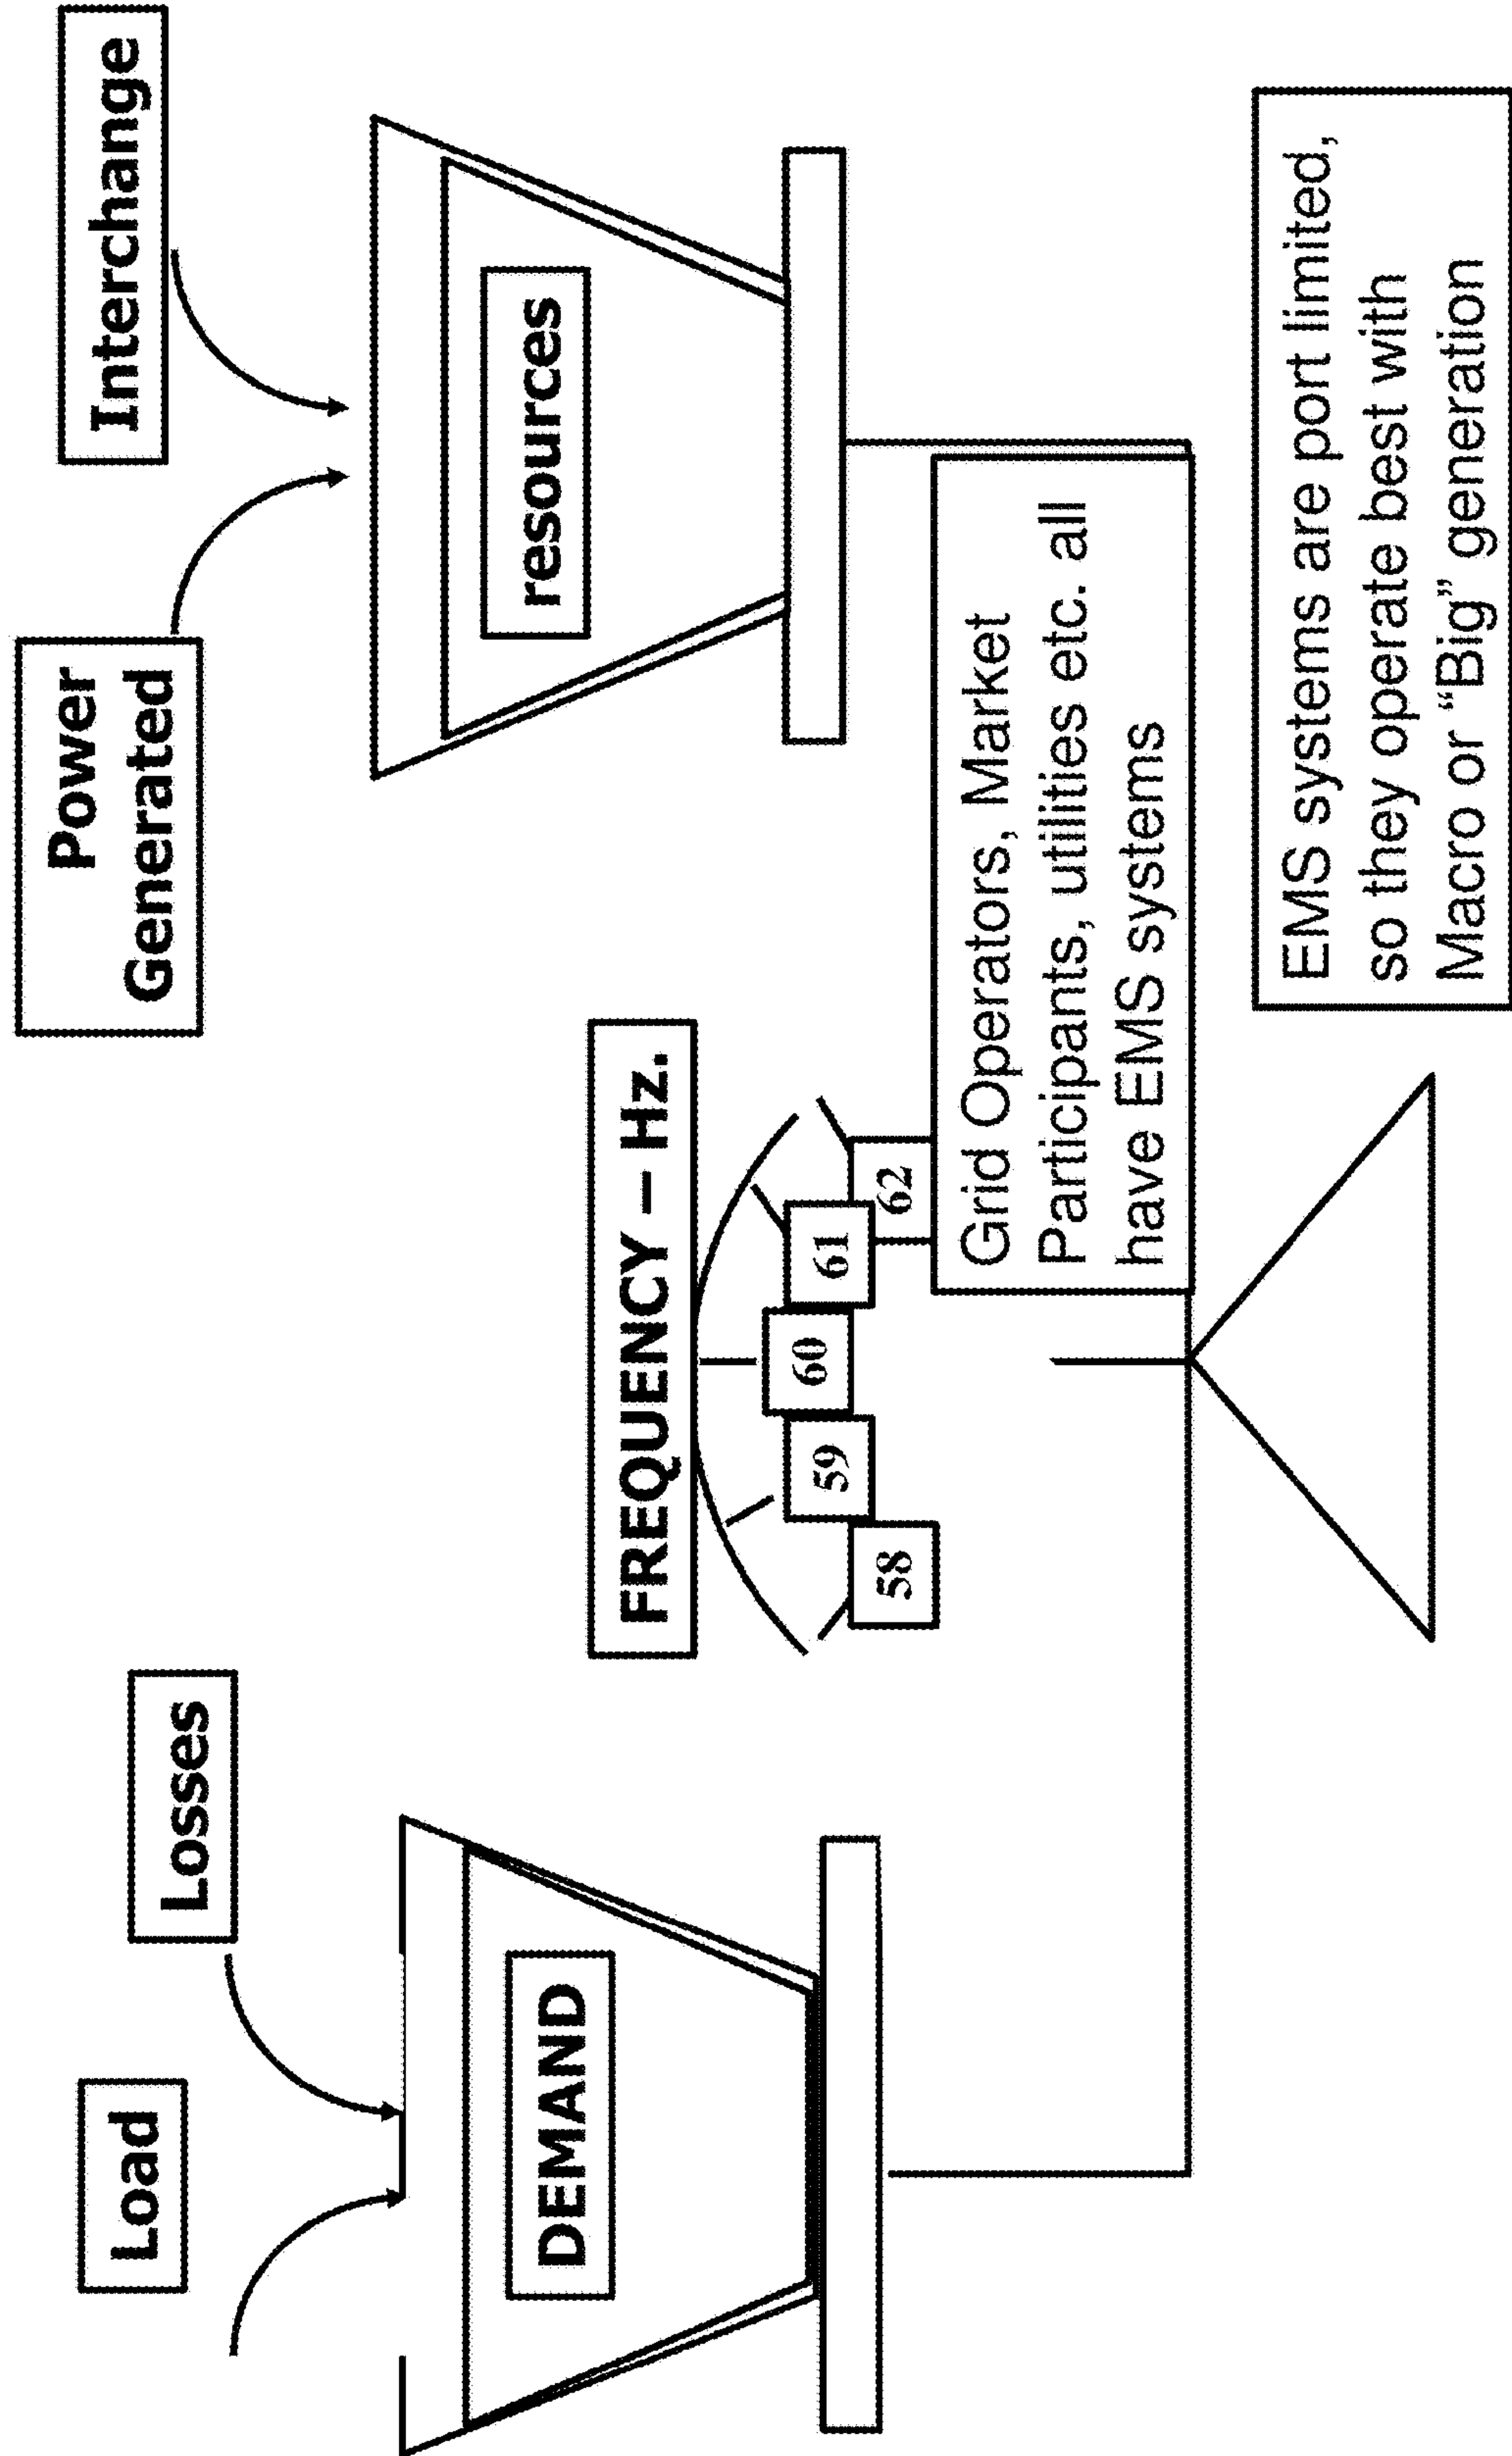 Load
Losses
Power
Generated
Interchange
DEMAND
FREQUENCY – Hz.
resources
58
59
60
61
62
Grid Operators, Market
Participants, utilities etc. all
have EMS systems
EMS systems are port limited,
so they operate best with
Macro or “Big” generation